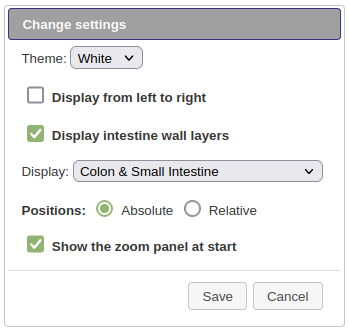 Change settings
Theme: White
Display from left to right
Display intestine wall layers
Display: Colon & Small Intestine
Positions: Absolute Relative
Show the zoom panel at start
Save Cancel